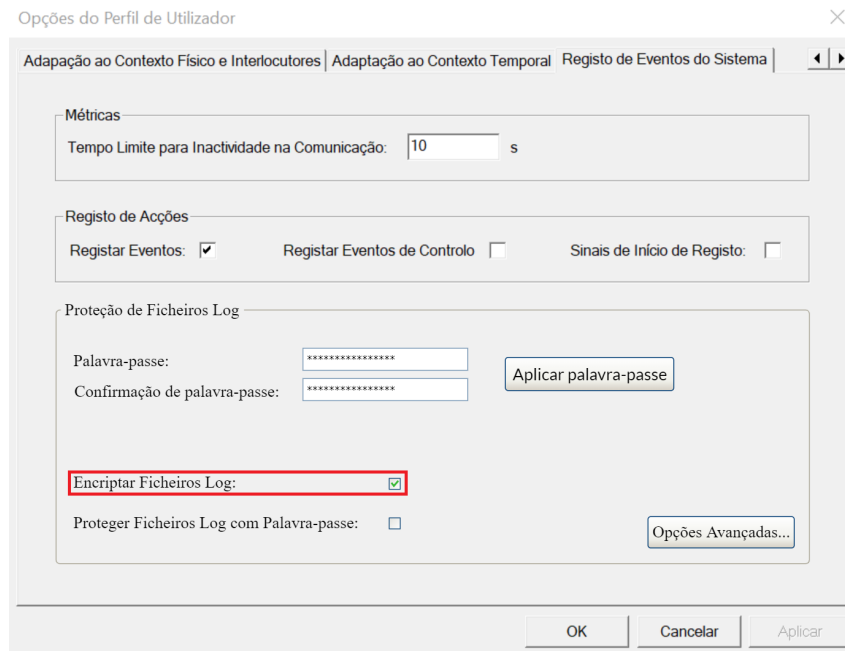 Opções do Perfil de Utilizador
Adapação ao Contexto Físico e Interlocutores Adaptação ao Contexto Temporal Registo de Eventos do Sistema
Métricas
Tempo Limite para Inactividade na Comunicação: 10 s
Registo de Acções
Registar Eventos: Registar Eventos de Controlo Sinais de Início de Registo:
Proteção de Ficheiros Log
Palavra-passe: ****************
Aplicar palavra-passe
Confirmação de palavra-passe: ****************
Encriptar Ficheiros Log:
Proteger Ficheiros Log com Palavra-passe:
Opções Avançadas...
OK Cancelar Aplicar